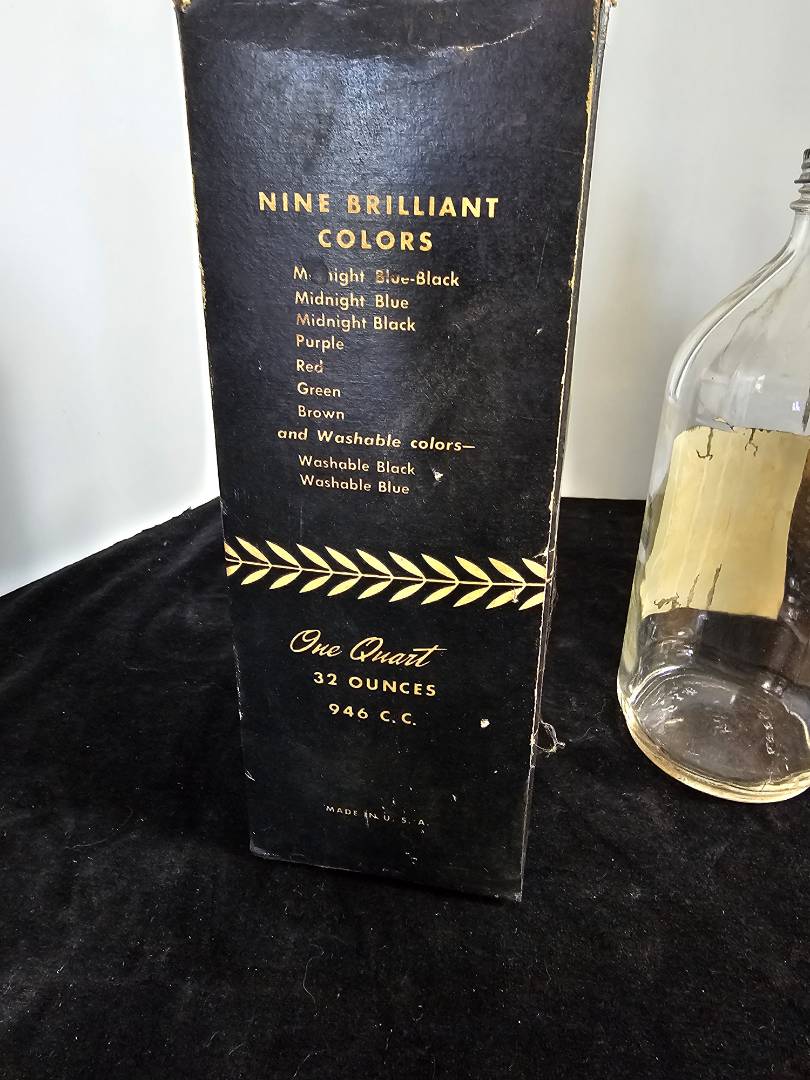 NINE BRILLIANT
COLORS
Midnight Blue-Black
Midnight Blue
Midnight Black
Purple
Red
Green
Brown
and Washable colors—
Washable Black
Washable Blue
One Quart
32 OUNCES
946 C.C.
MADE IN U.S.A.